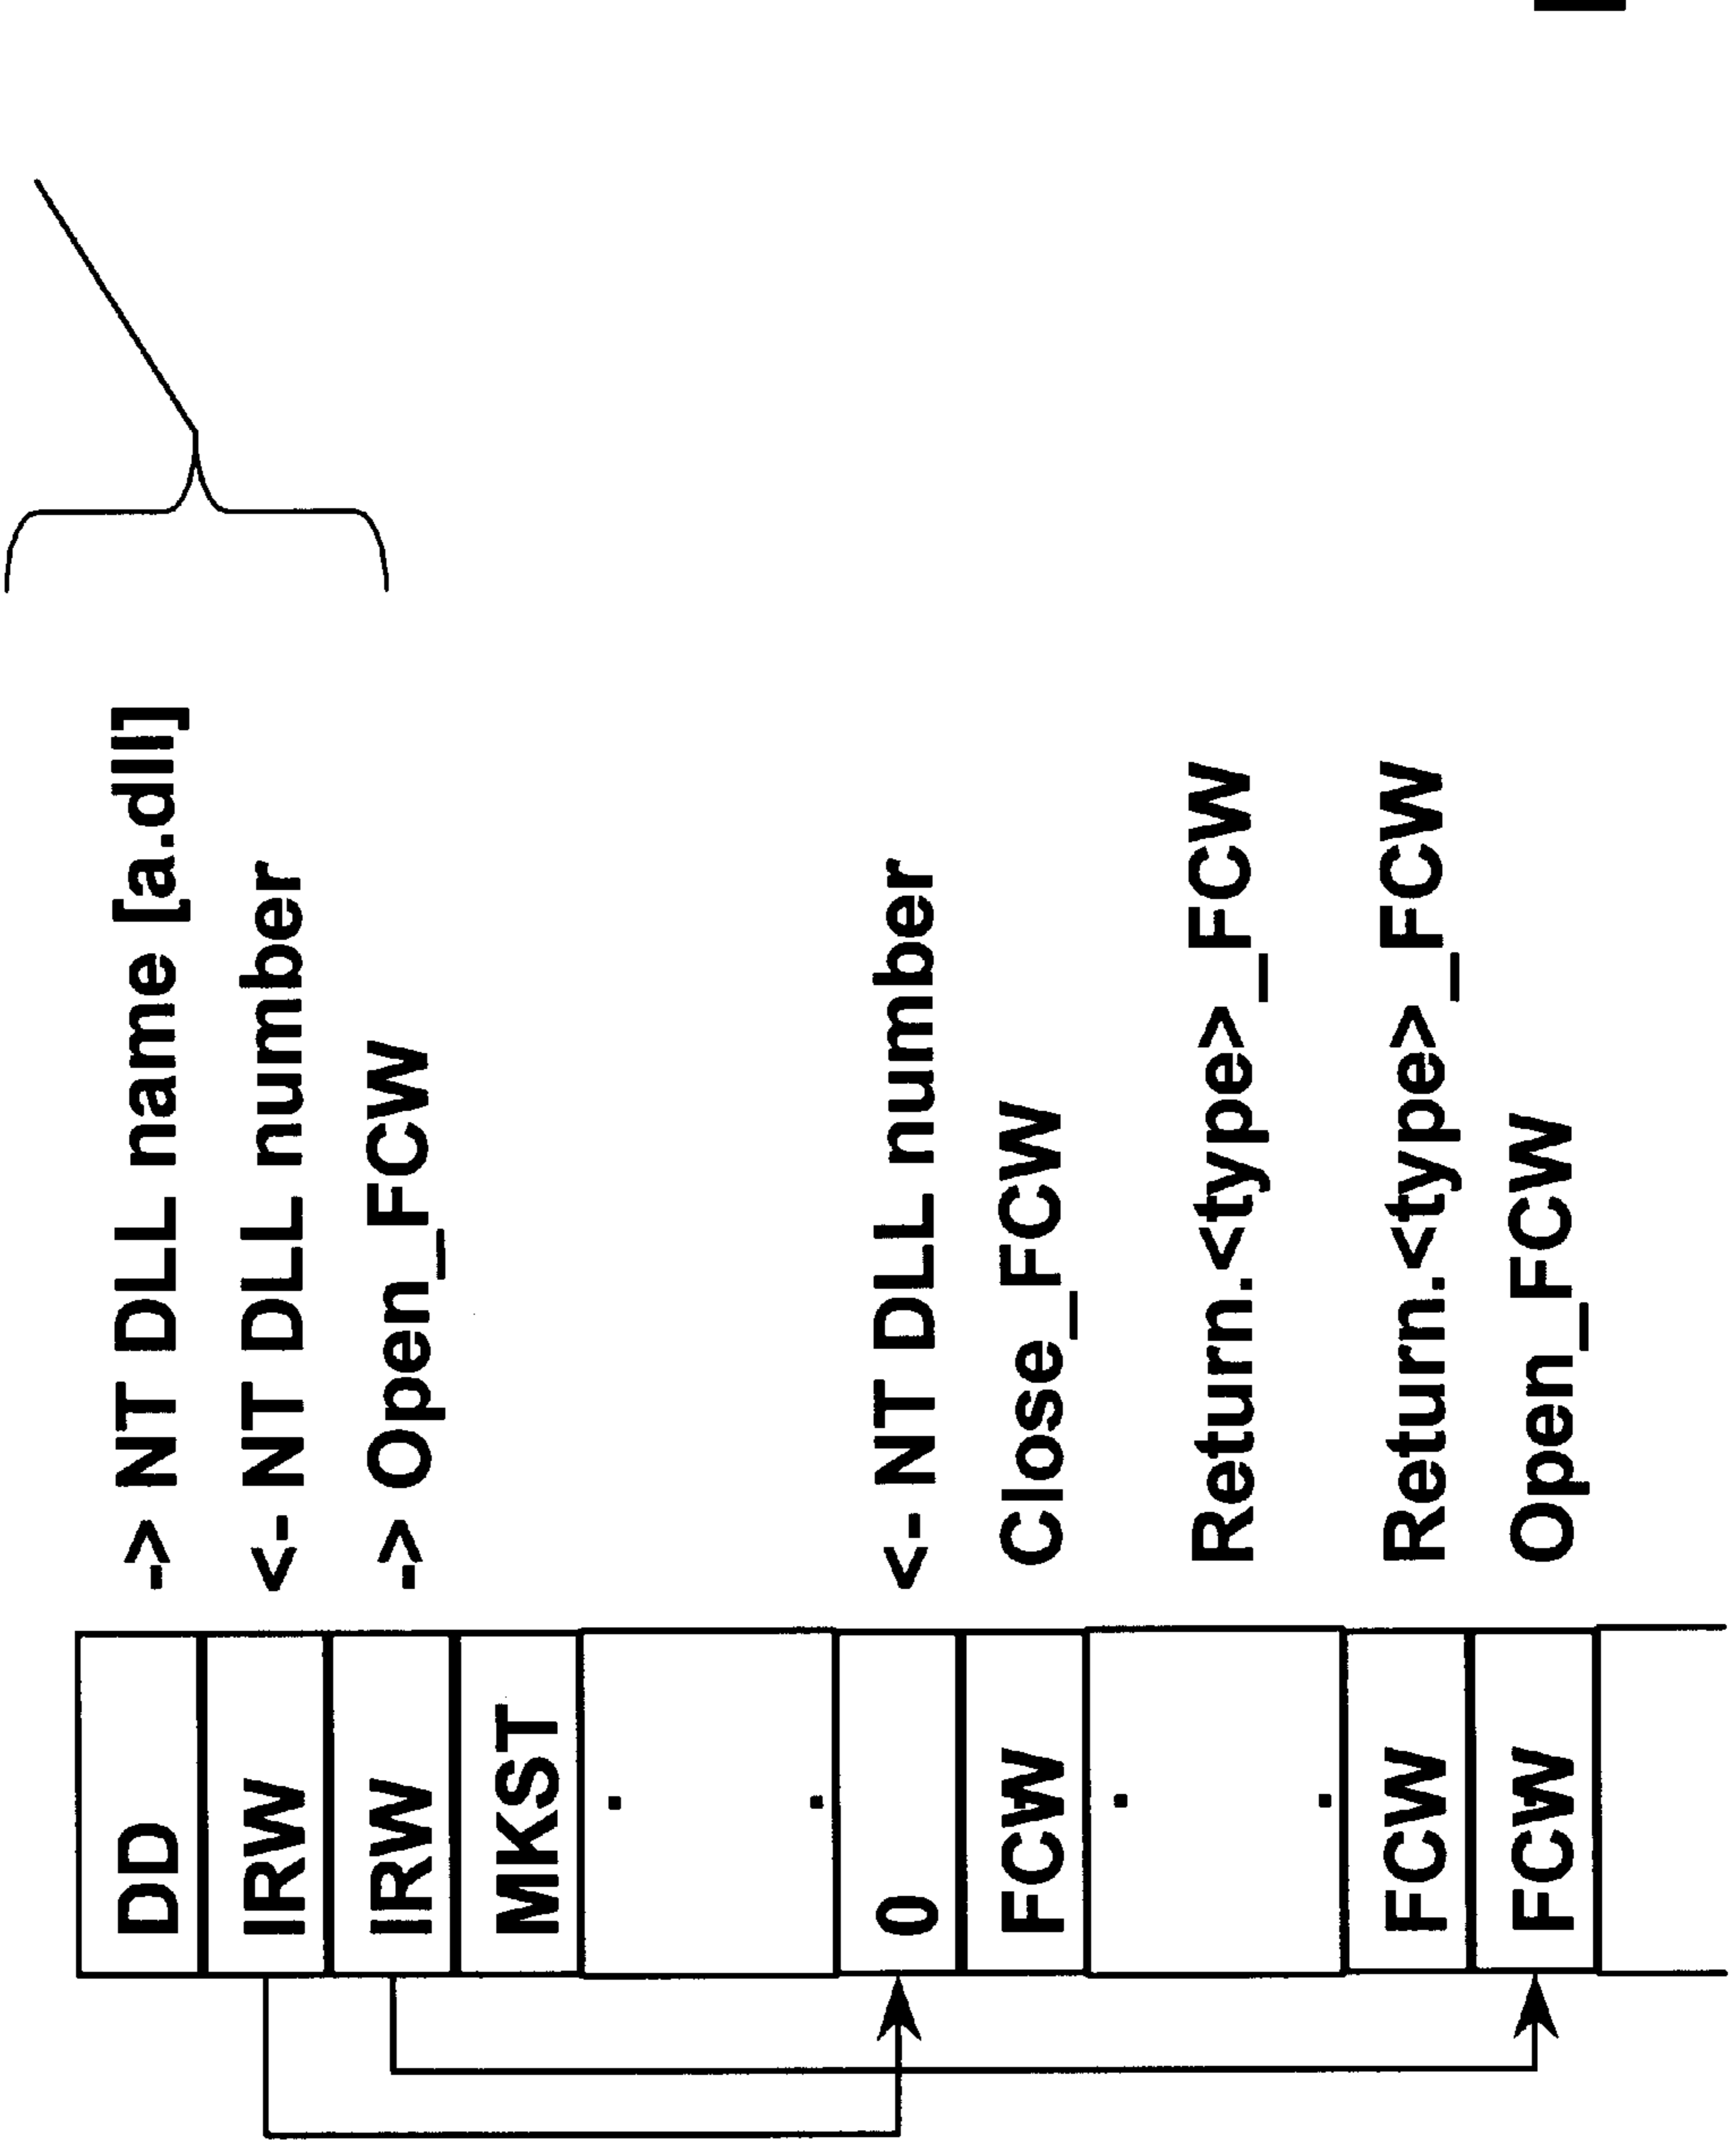 DD -> NT DLL name [a.dll]
IRW <- NT DLL number
IRW -> Open_FCW
MKST
.
.
0 <- NT DLL number
FCW Close_FCW
.
Return.<type>_FCW
.
FCW Return.<type>_FCW
FCW Open_FCW